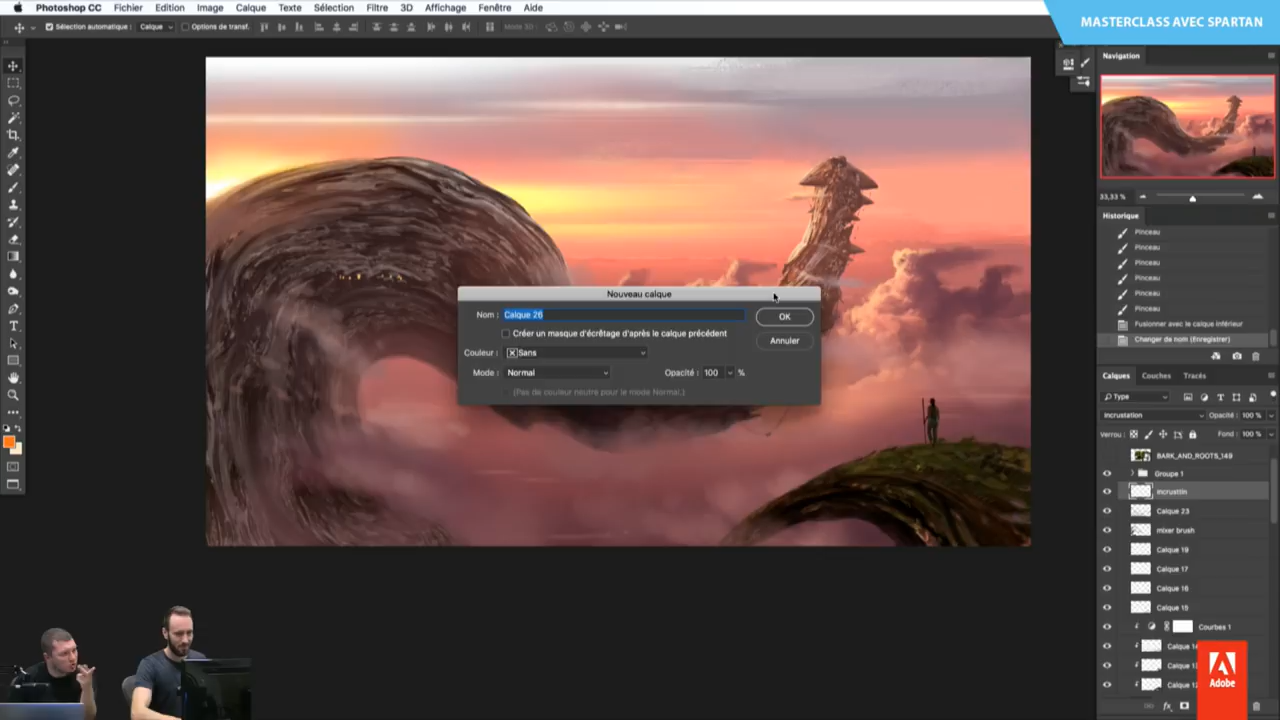 Photoshop CC Fichier Edition Image Calque Texte Sélection Filtre 3D Affichage Fenêtre Aide
MASTERCLASS AVEC SPARTAN
Sélection automatique : Calque Options de transf. Mode 3D :
Navigation
33,33 %
Historique
Pinceau
Pinceau
Pinceau
Pinceau
Pinceau
Pinceau
Fusionner avec le calque inférieur
Changer de nom (Enregistrer)
Nouveau calque
Nom : Calque 26
OK
Créer un masque d'écrêtage d'après le calque précédent
Annuler
Couleur : Sans
Mode : Normal Opacité : 100 %
(Pas de couleur neutre pour le mode Normal.)
Calques Couches Tracés
Type
Incrustation Opacité : 100 %
Verrou : Fond : 100 %
BARK_AND_ROOTS_149
Groupe 1
incrustiin
Calque 23
mixer brush
Calque 19
Calque 17
Calque 16
Calque 15
Courbes 1
Calque 14
Calque
Calque 12
Adobe